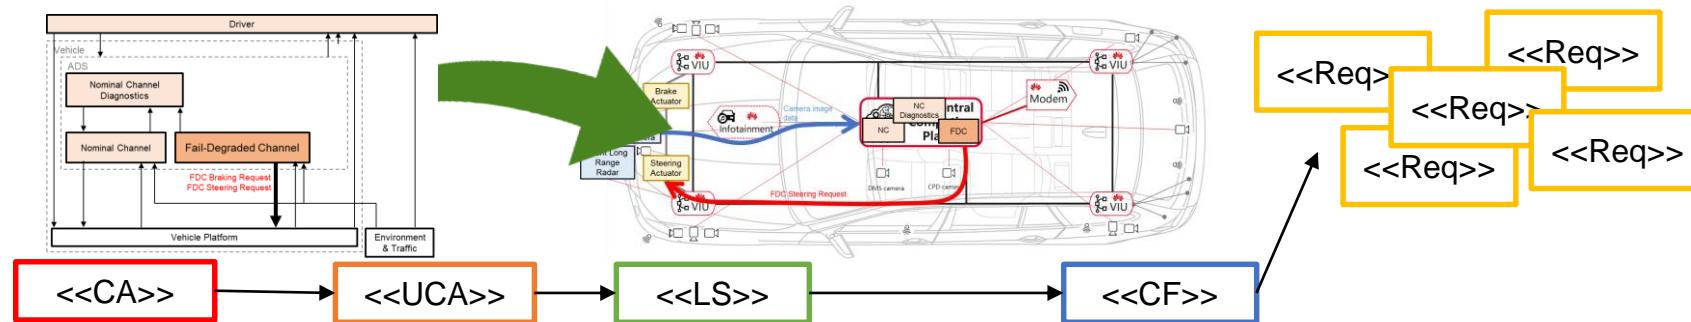 Driver
Vehicle
ADS
Nominal Channel
Diagnostics
Nominal Channel
Fail-Degraded Channel
FDC Braking Request
FDC Steering Request
Vehicle Platform
Environment
& Traffic
VIU
VIU
Brake
Actuator
Camera image
data
Infotainment
NC
Diagnostics
NC
FDC
Modem
Long
Range
Radar
Steering
Actuator
DMS camera
CPD camera
FDC Steering Request
VIU
VIU
<<Req>>
<<Req>>
<<Req>>
<<Req>>
<<Req>>
<<CA>>
<<UCA>>
<<LS>>
<<CF>>